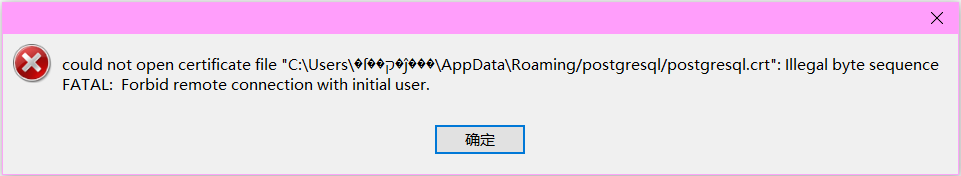 could not open certificate file "C:\Users\�ſ��ק�ĵ���\AppData\Roaming/postgresql/postgresql.crt": Illegal byte sequence
FATAL:  Forbid remote connection with initial user.
确定